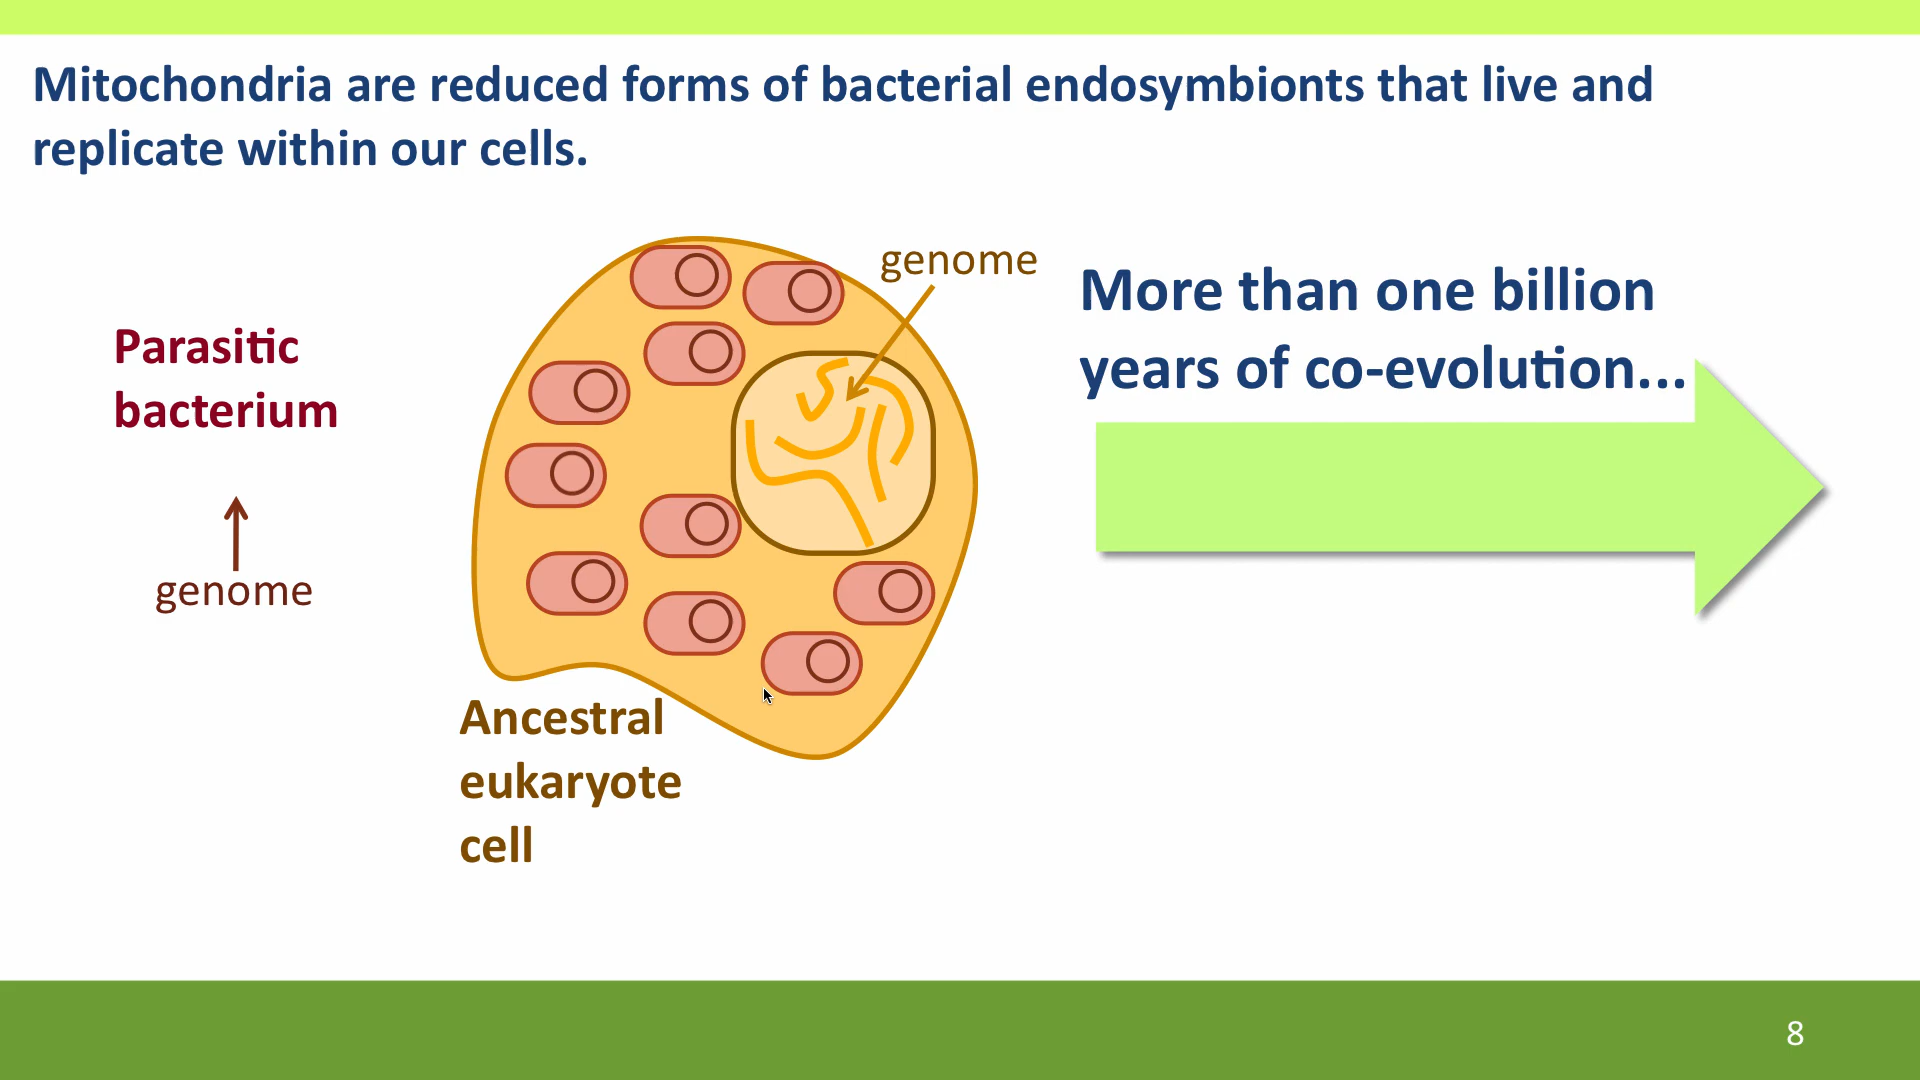 Mitochondria are reduced forms of bacterial endosymbionts that live and
replicate within our cells.
Parasitic
bacterium
genome
genome
Ancestral
eukaryote
cell
More than one billion
years of co-evolution...
8